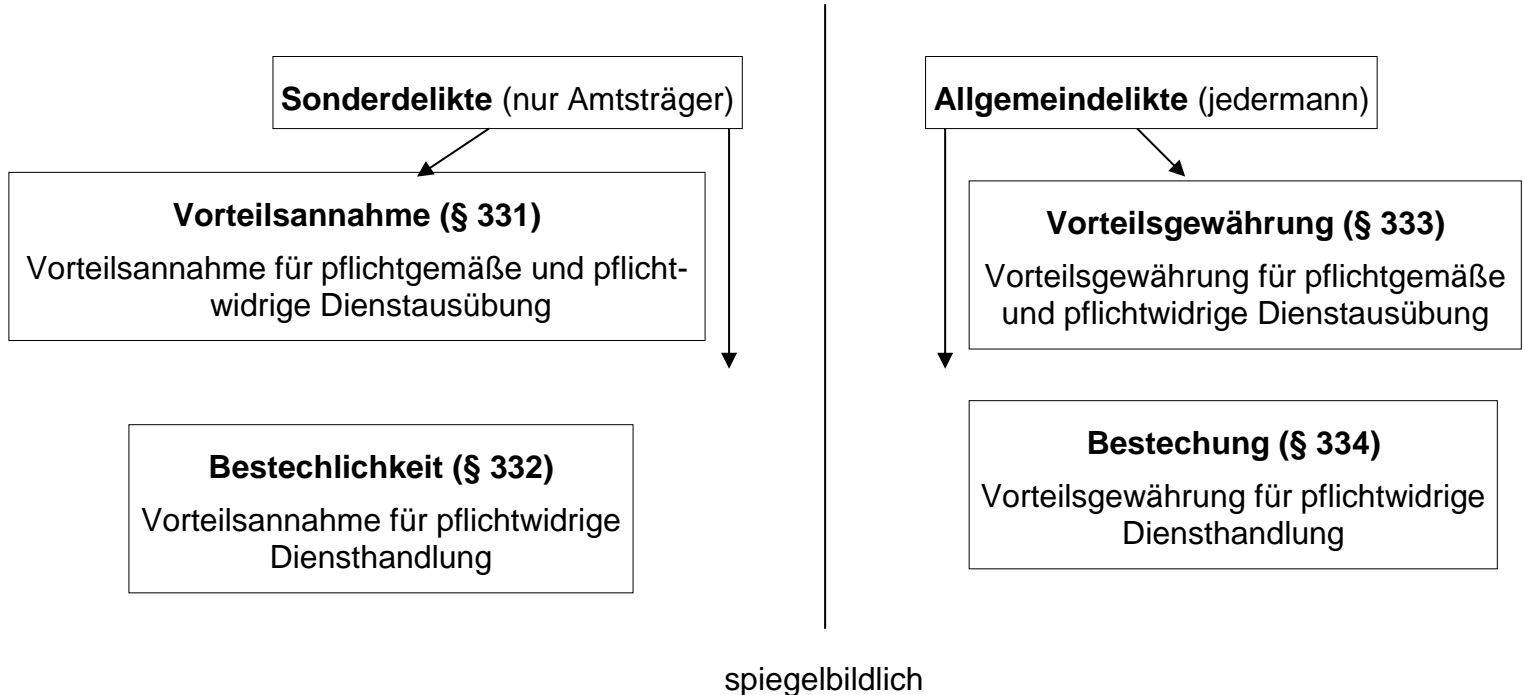 Sonderdelikte (nur Amtsträger)
Vorteilsannahme (§ 331)
Vorteilsannahme für pflichtgemäße und pflicht-
widrige Dienstausübung
Bestechlichkeit (§ 332)
Vorteilsannahme für pflichtwidrige
Diensthandlung
Allgemeindelikte (jedermann)
Vorteilsgewährung (§ 333)
Vorteilsgewährung für pflichtgemäße
und pflichtwidrige Dienstausübung
Bestechung (§ 334)
Vorteilsgewährung für pflichtwidrige
Diensthandlung
spiegelbildlich